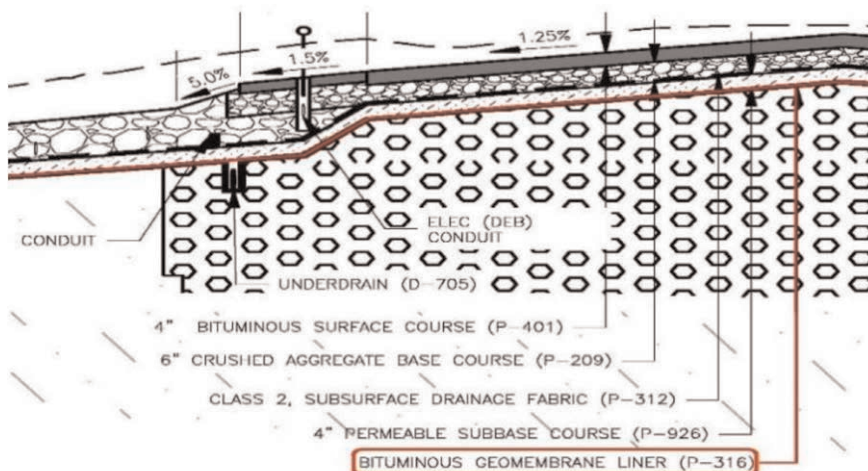 1.25%
1.5%
5.0%
CONDUIT
ELEC (DEB)
CONDUIT
UNDERDRAIN (D-705)
4" BITUMINOUS SURFACE COURSE (P-401)
6" CRUSHED AGGREGATE BASE COURSE (P-209)
CLASS 2, SUBSURFACE DRAINAGE FABRIC (P-312)
4" PERMEABLE SUBBASE COURSE (P-926)
BITUMINOUS GEOMEMBRANE LINER (P-316)